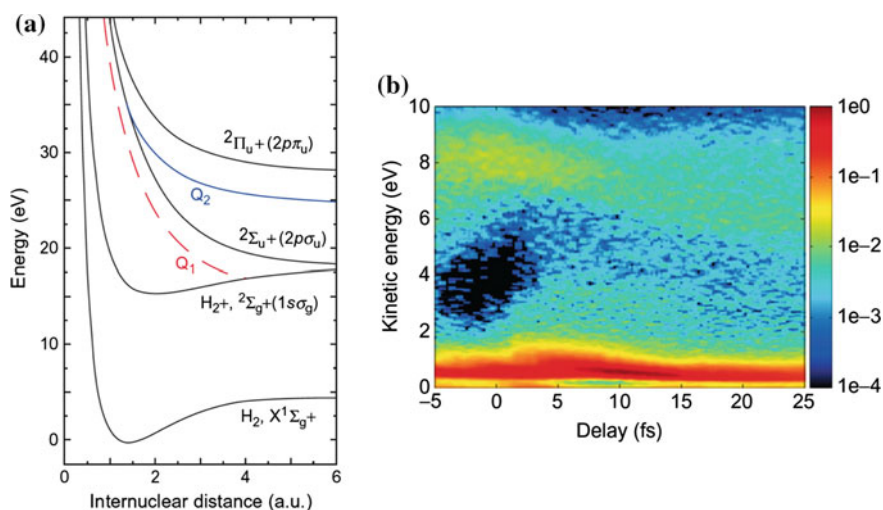 (a)
40
30
20
10
0
Energy (eV)
0 2 4 6
Internuclear distance (a.u.)
²Πᵤ+(2pπᵤ)
Q₂
²Σᵤ+(2pσᵤ)
Q₁
H₂+, ²Σg+(1sσg)
H₂, X¹Σg+
(b)
10
8
6
4
2
0
Kinetic energy (eV)
−5 0 5 10 15 20 25
Delay (fs)
1e0
1e−1
1e−2
1e−3
1e−4